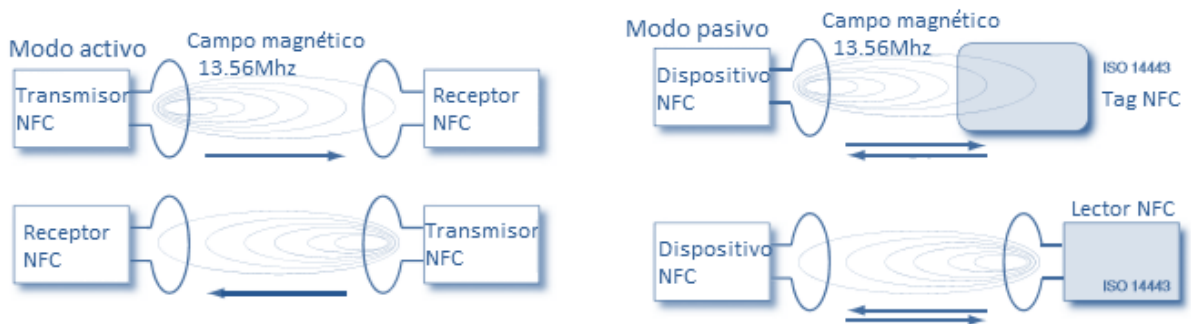 Modo activo
Campo magnético
13.56Mhz
Transmisor
NFC
Receptor
NFC
Receptor
NFC
Transmisor
NFC
Modo pasivo
Campo magnético
13.56Mhz
Dispositivo
NFC
ISO 14443
Tag NFC
Dispositivo
NFC
Lector NFC
ISO 14443